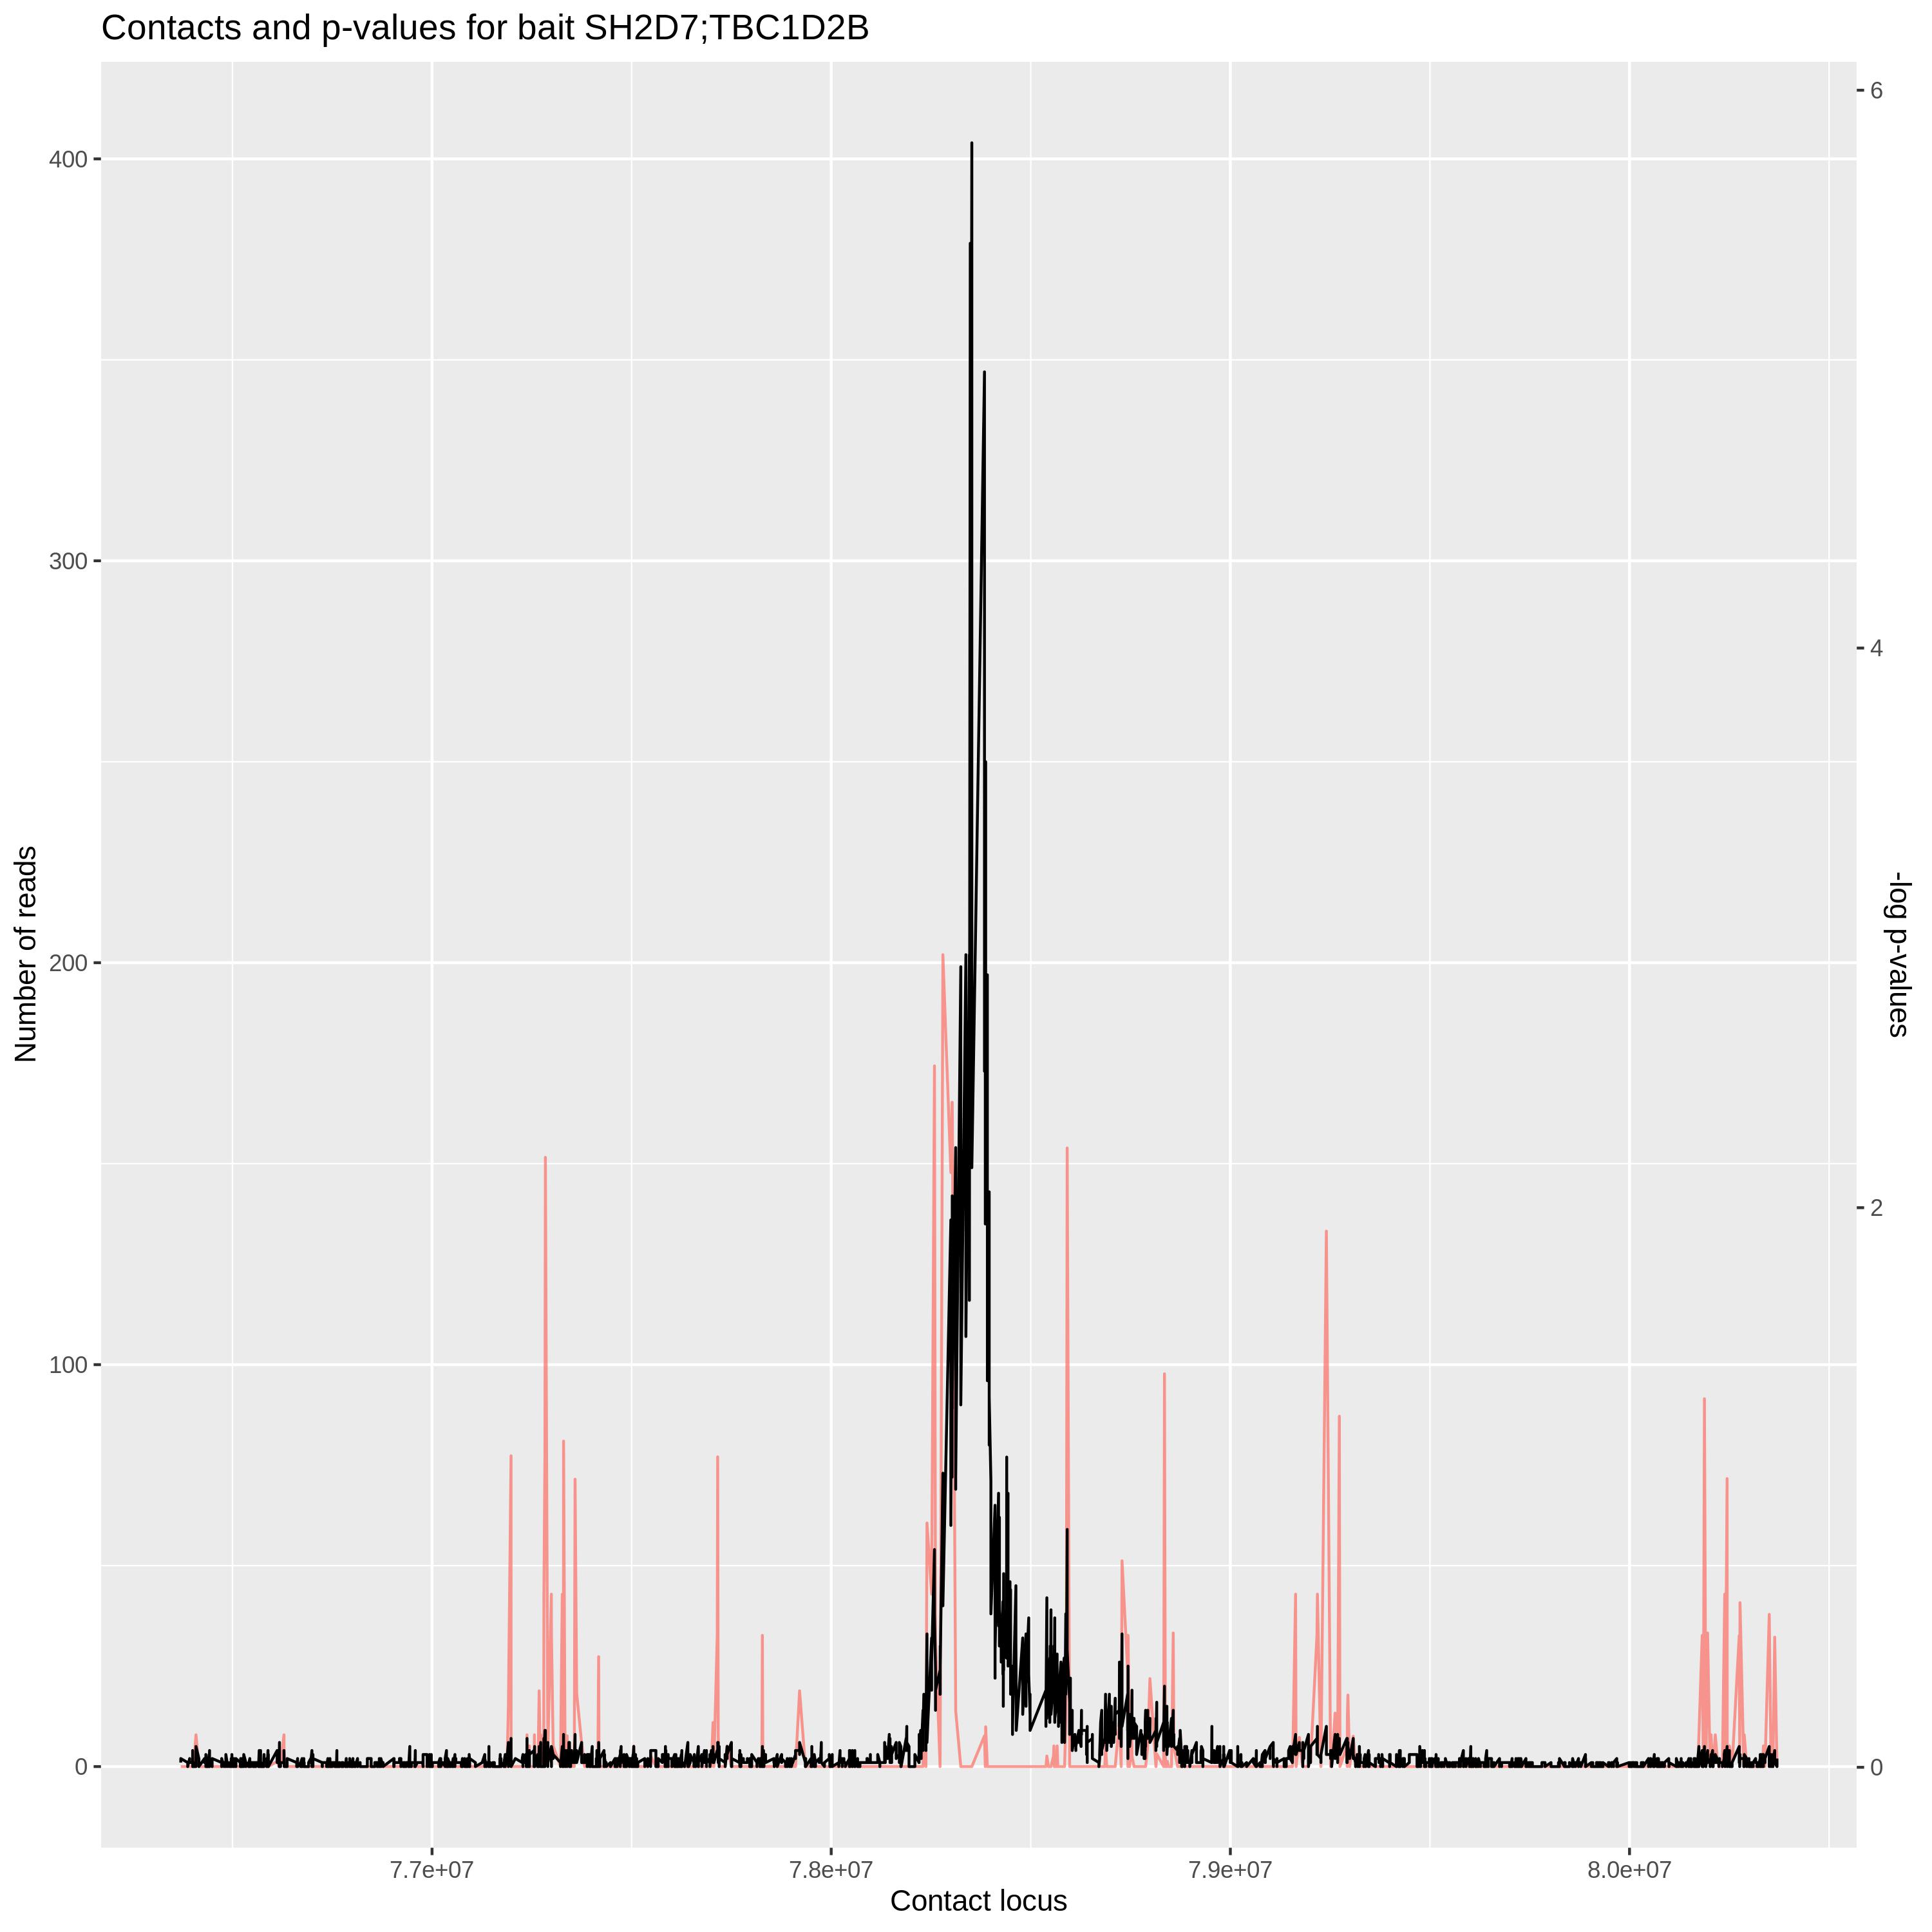 Contacts and p-values for bait SH2D7;TBC1D2B
6
400
4
300
Number of reads
-log p-values
200
2
100
0
0
7.7e+07
7.8e+07
7.9e+07
8.0e+07
Contact locus